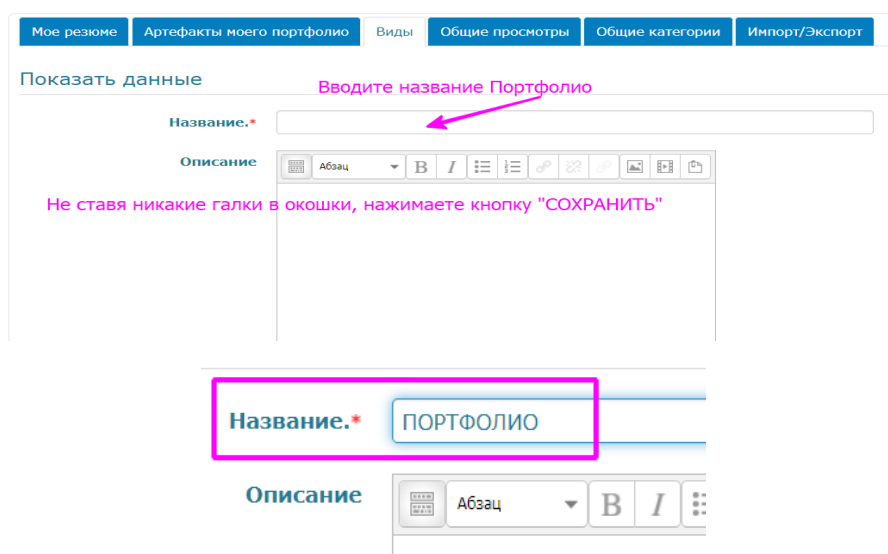 Мое резюме Артефакты моего портфолио Виды Общие просмотры Общие категории Импорт/Экспорт
Показать данные
Вводите название Портфолио
Название.*
Описание Абзац B I
Не ставя никакие галки в окошки, нажимаете кнопку "СОХРАНИТЬ"
Название.* ПОРТФОЛИО
Описание Абзац B I